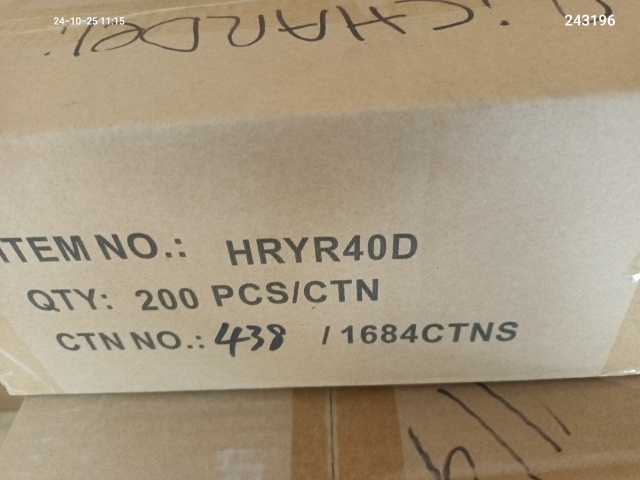 24-10-25 11:15
243196
ITEM NO.: HRYR40D
QTY: 200 PCS/CTN
CTN NO.: 438 / 1684CTNS